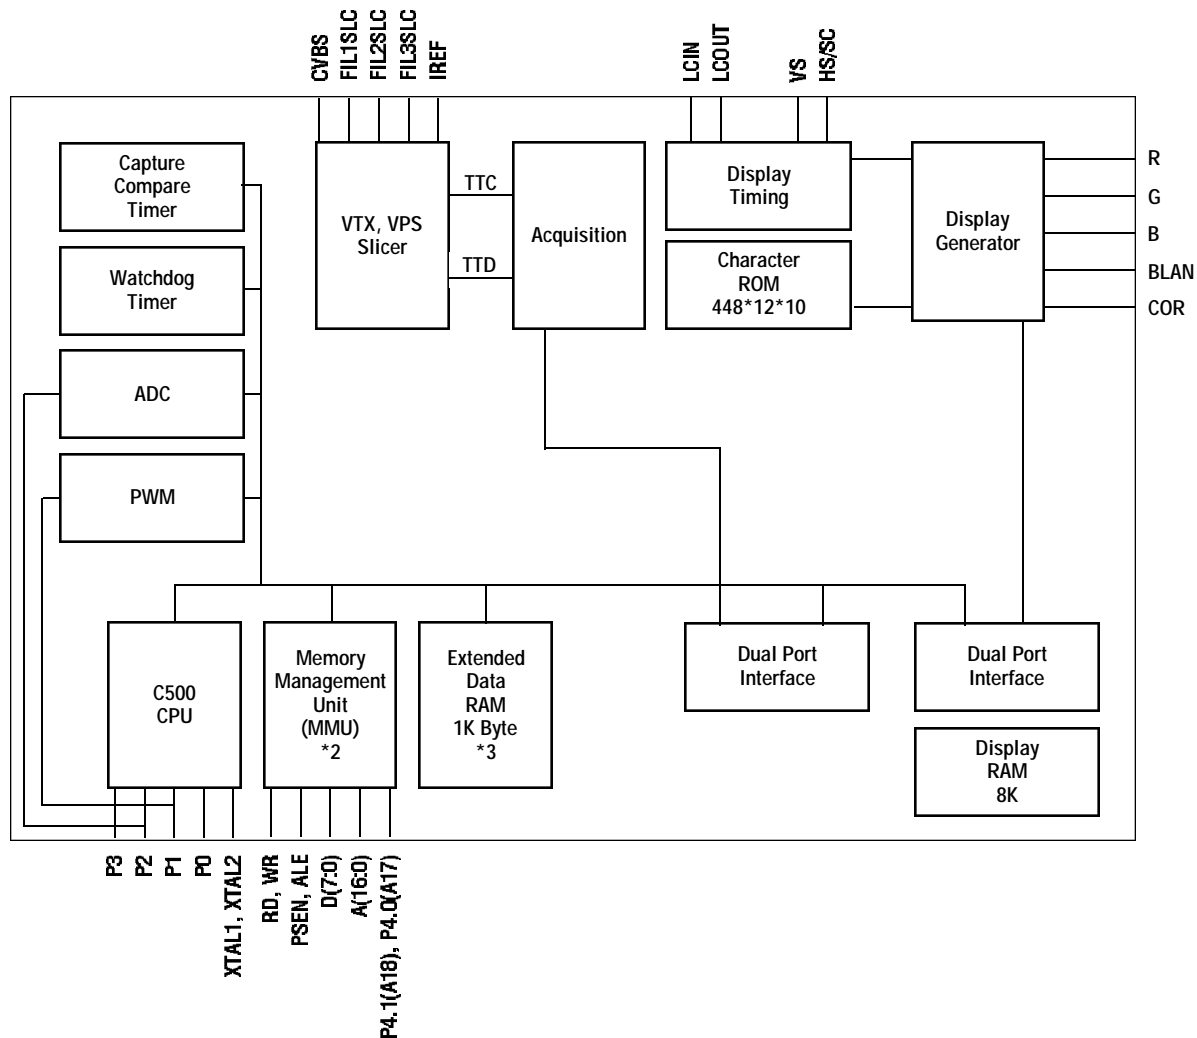 CVBS
FIL1SLC
FIL2SLC
FIL3SLC
IREF
LCIN
LCOUT
VS
HS/SC
Capture
Compare
Timer
VTX, VPS
Slicer
TTC
TTD
Acquisition
Display
Timing
Display
Generator
R
G
B
BLAN
COR
Watchdog
Timer
Character
ROM
448*12*10
ADC
PWM
C500
CPU
Memory
Management
Unit
(MMU)
*2
Extended
Data
RAM
1K Byte
*3
Dual Port
Interface
Dual Port
Interface
Display
RAM
8K
P3
P2
P1
P0
XTAL1, XTAL2
RD, WR
PSEN, ALE
D(7:0)
A(16:0)
P4.1(A18), P4.0(A17)